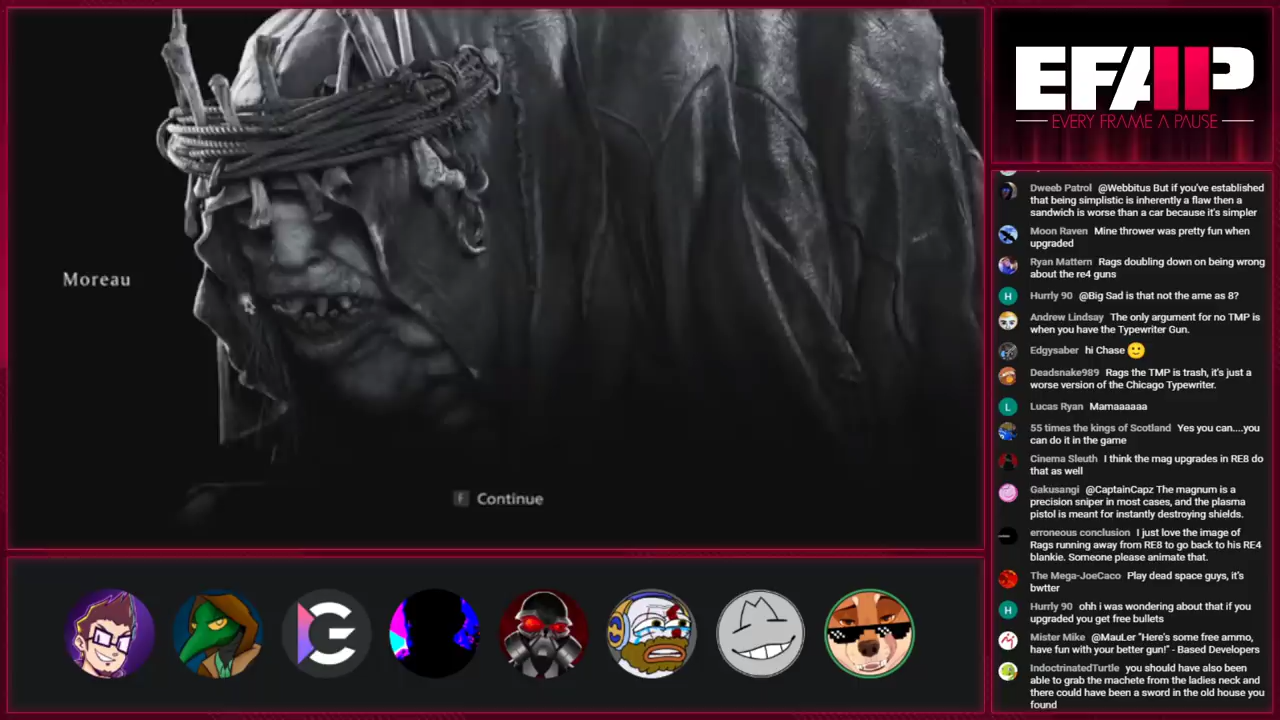 Moreau
F Continue
EFAP
EVERY FRAME A PAUSE
Dweeb Patrol @Webbitus But if you've established
that being simplistic is inherently a flaw then a
sandwich is worse than a car because it's simpler
Moon Raven Mine thrower was pretty fun when
upgraded
Ryan Mattern Rags doubling down on being wrong
about the re4 guns
H Hurrly 90 @Big Sad is that not the ame as 8?
Andrew Lindsay The only argument for no TMP is
when you have the Typewriter Gun.
Edgysaber hi Chase 🙂
Deadsnake989 Rags the TMP is trash, it's just a
worse version of the Chicago Typewriter.
L Lucas Ryan Mamaaaaaa
55 times the kings of Scotland Yes you can....you
can do it in the game
Cinema Sleuth I think the mag upgrades in RE8 do
that as well
Gakusangi @CaptainCapz The magnum is a
precision sniper in most cases, and the plasma
pistol is meant for instantly destroying shields.
erroneous conclusion I just love the image of
Rags running away from RE8 to go back to his RE4
blankie. Someone please animate that.
The Mega-JoeCaco Play dead space guys, it's
bwtter
H Hurrly 90 ohh i was wondering about that if you
upgraded you get free bullets
Mister Mike @MauLer "Here's some free ammo,
have fun with your better gun!" - Based Developers
IndoctrinatedTurtle you should have also been
able to grab the machete from the ladies neck and
there could have been a sword in the old house you
found